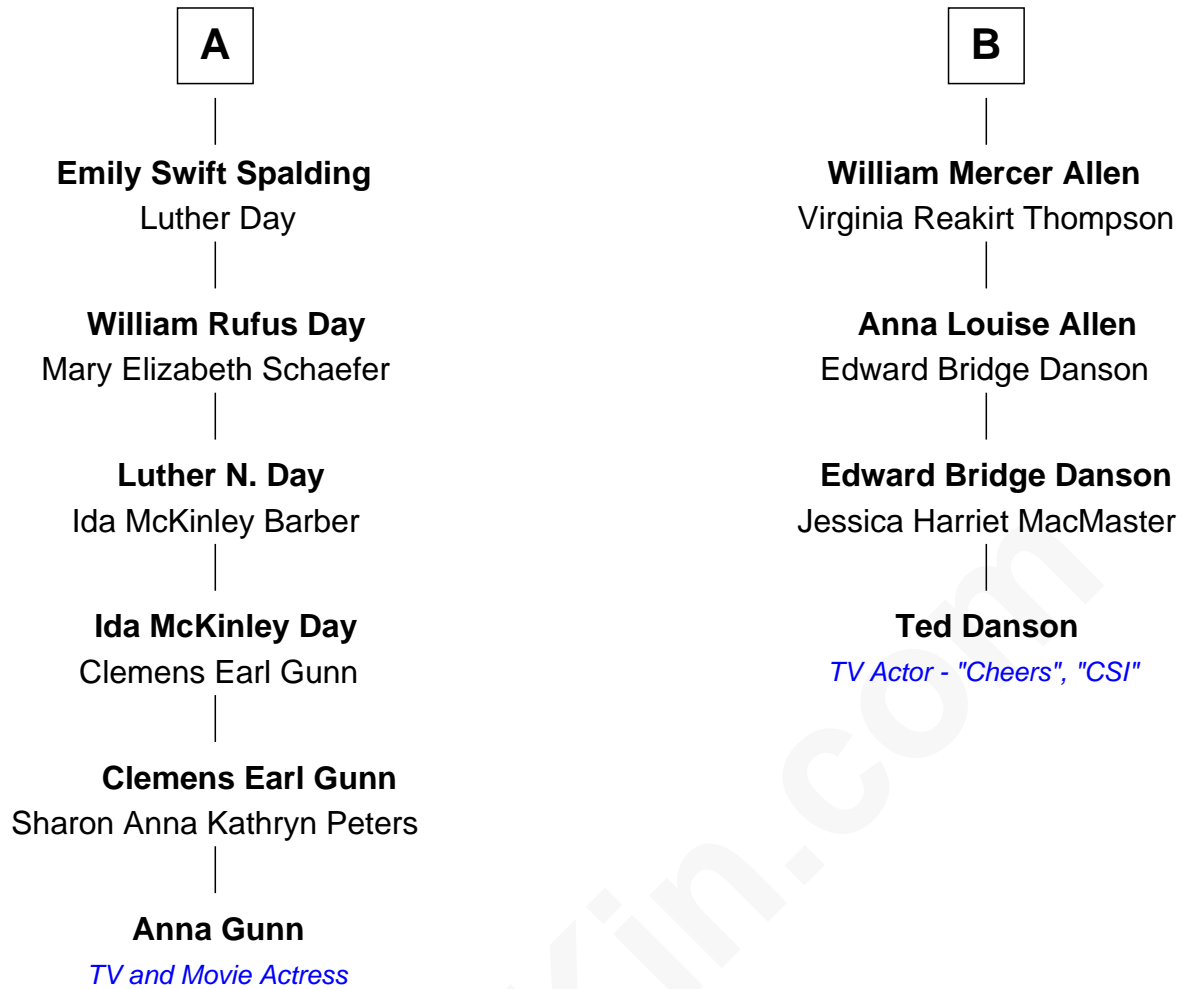 A
Emily Swift Spalding
Luther Day
William Rufus Day
Mary Elizabeth Schaefer
Luther N. Day
Ida McKinley Barber
Ida McKinley Day
Clemens Earl Gunn
Clemens Earl Gunn
Sharon Anna Kathryn Peters
Anna Gunn
TV and Movie Actress
B
William Mercer Allen
Virginia Reakirt Thompson
Anna Louise Allen
Edward Bridge Danson
Edward Bridge Danson
Jessica Harriet MacMaster
Ted Danson
TV Actor - "Cheers", "CSI"